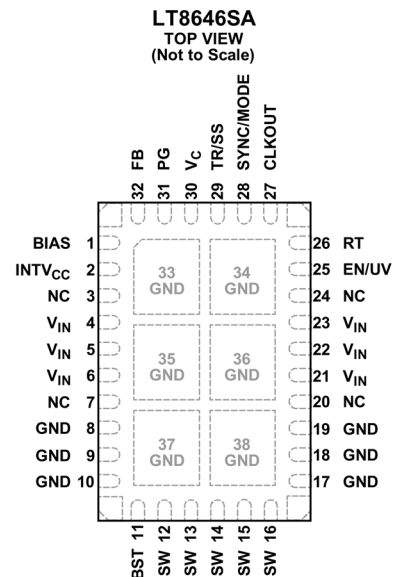 LT8646SA
TOP VIEW
(Not to Scale)
32 FB
31 PG
30 VC
29 TR/SS
28 SYNC/MODE
27 CLKOUT
BIAS 1
INTVCC 2
NC 3
VIN 4
VIN 5
VIN 6
NC 7
GND 8
GND 9
GND 10
33
GND
34
GND
35
GND
36
GND
37
GND
38
GND
26 RT
25 EN/UV
24 NC
23 VIN
22 VIN
21 VIN
20 NC
19 GND
18 GND
17 GND
BST 11
SW 12
SW 13
SW 14
SW 15
SW 16